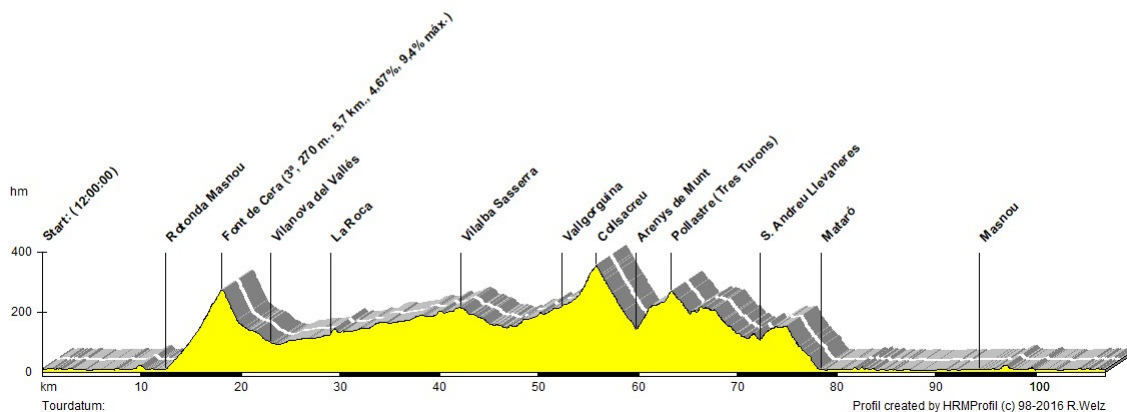 Start: (12:00:00)
Rotonda Masnou
Font de Cera (3ª, 270 m., 5,7 km., 4,67%, 9,4% máx.)
Vilanova del Vallés
La Roca
Vilalba Sasserra
Vallgorguina
Collsacreu
Arenys de Munt
Pollastre (Tres Turons)
S. Andreu Llevaneres
Mataró
Masnou
hm
400
200
0
km 10 20 30 40 50 60 70 80 90 100
Tourdatum:
Profil created by HRMProfil (c) 98-2016 R.Welz